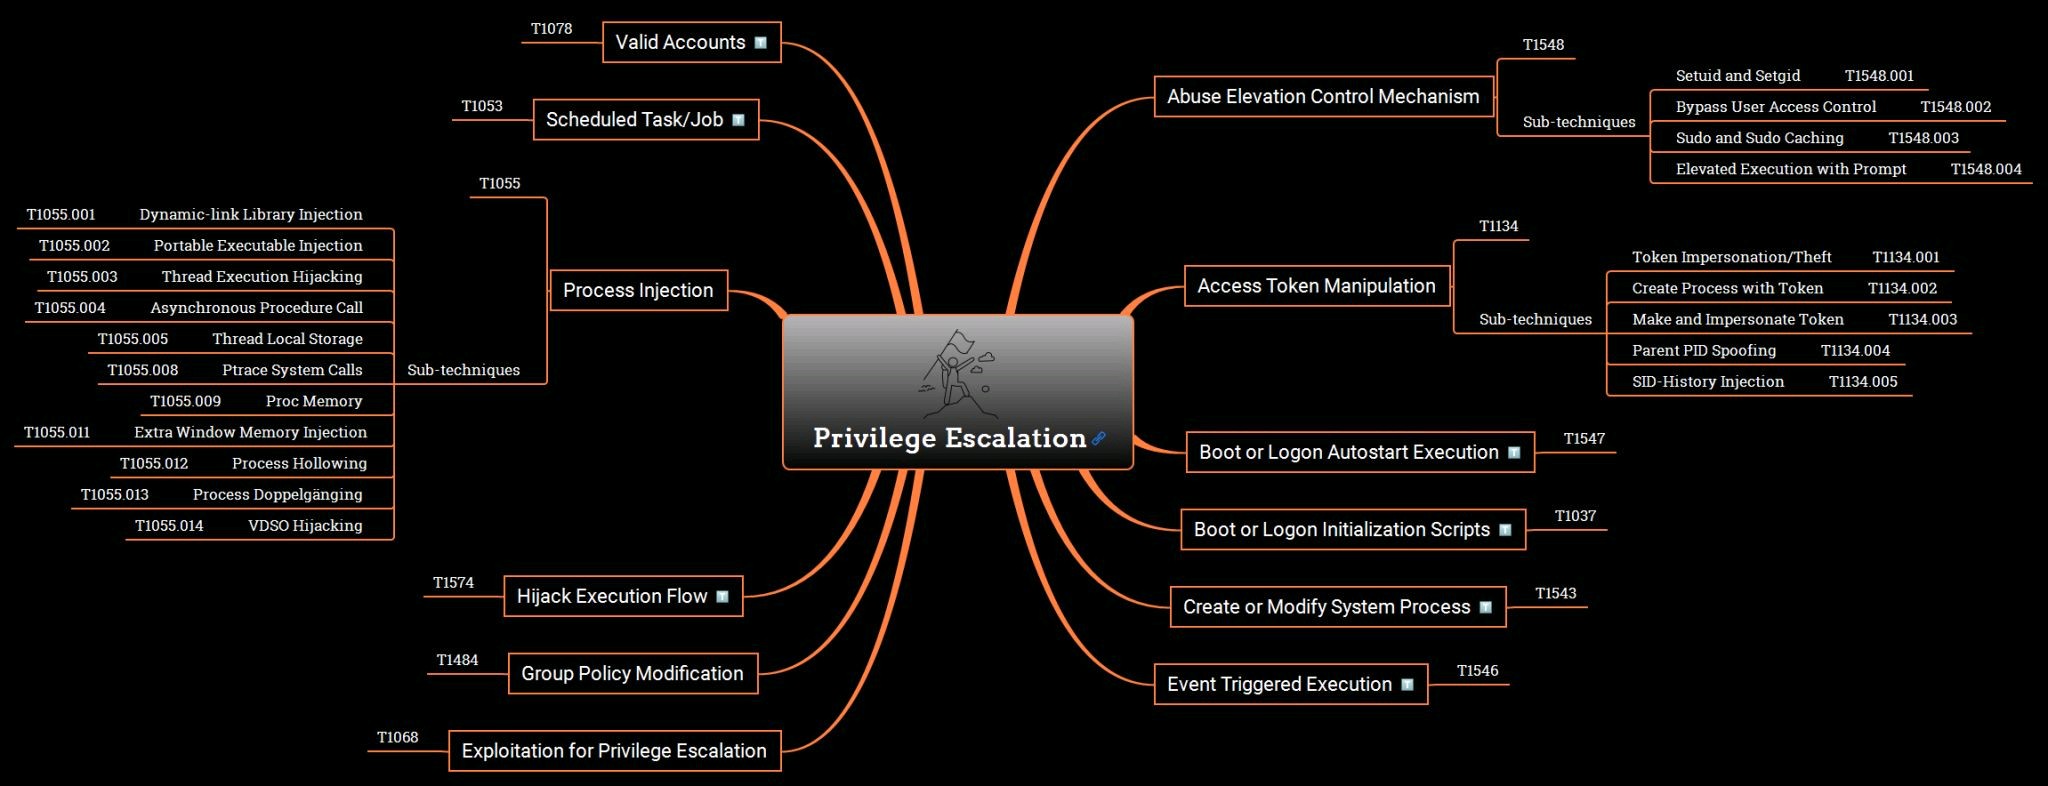 T1078
Valid Accounts
T1053
Scheduled Task/Job
T1055
Process Injection
Sub-techniques
T1055.001 Dynamic-link Library Injection
T1055.002 Portable Executable Injection
T1055.003 Thread Execution Hijacking
T1055.004 Asynchronous Procedure Call
T1055.005 Thread Local Storage
T1055.008 Ptrace System Calls
T1055.009 Proc Memory
T1055.011 Extra Window Memory Injection
T1055.012 Process Hollowing
T1055.013 Process Doppelgänging
T1055.014 VDSO Hijacking
T1574
Hijack Execution Flow
T1484
Group Policy Modification
T1068
Exploitation for Privilege Escalation
Privilege Escalation
Abuse Elevation Control Mechanism
T1548
Sub-techniques
Setuid and Setgid T1548.001
Bypass User Access Control T1548.002
Sudo and Sudo Caching T1548.003
Elevated Execution with Prompt T1548.004
Access Token Manipulation
T1134
Sub-techniques
Token Impersonation/Theft T1134.001
Create Process with Token T1134.002
Make and Impersonate Token T1134.003
Parent PID Spoofing T1134.004
SID-History Injection T1134.005
Boot or Logon Autostart Execution
T1547
Boot or Logon Initialization Scripts
T1037
Create or Modify System Process
T1543
Event Triggered Execution
T1546